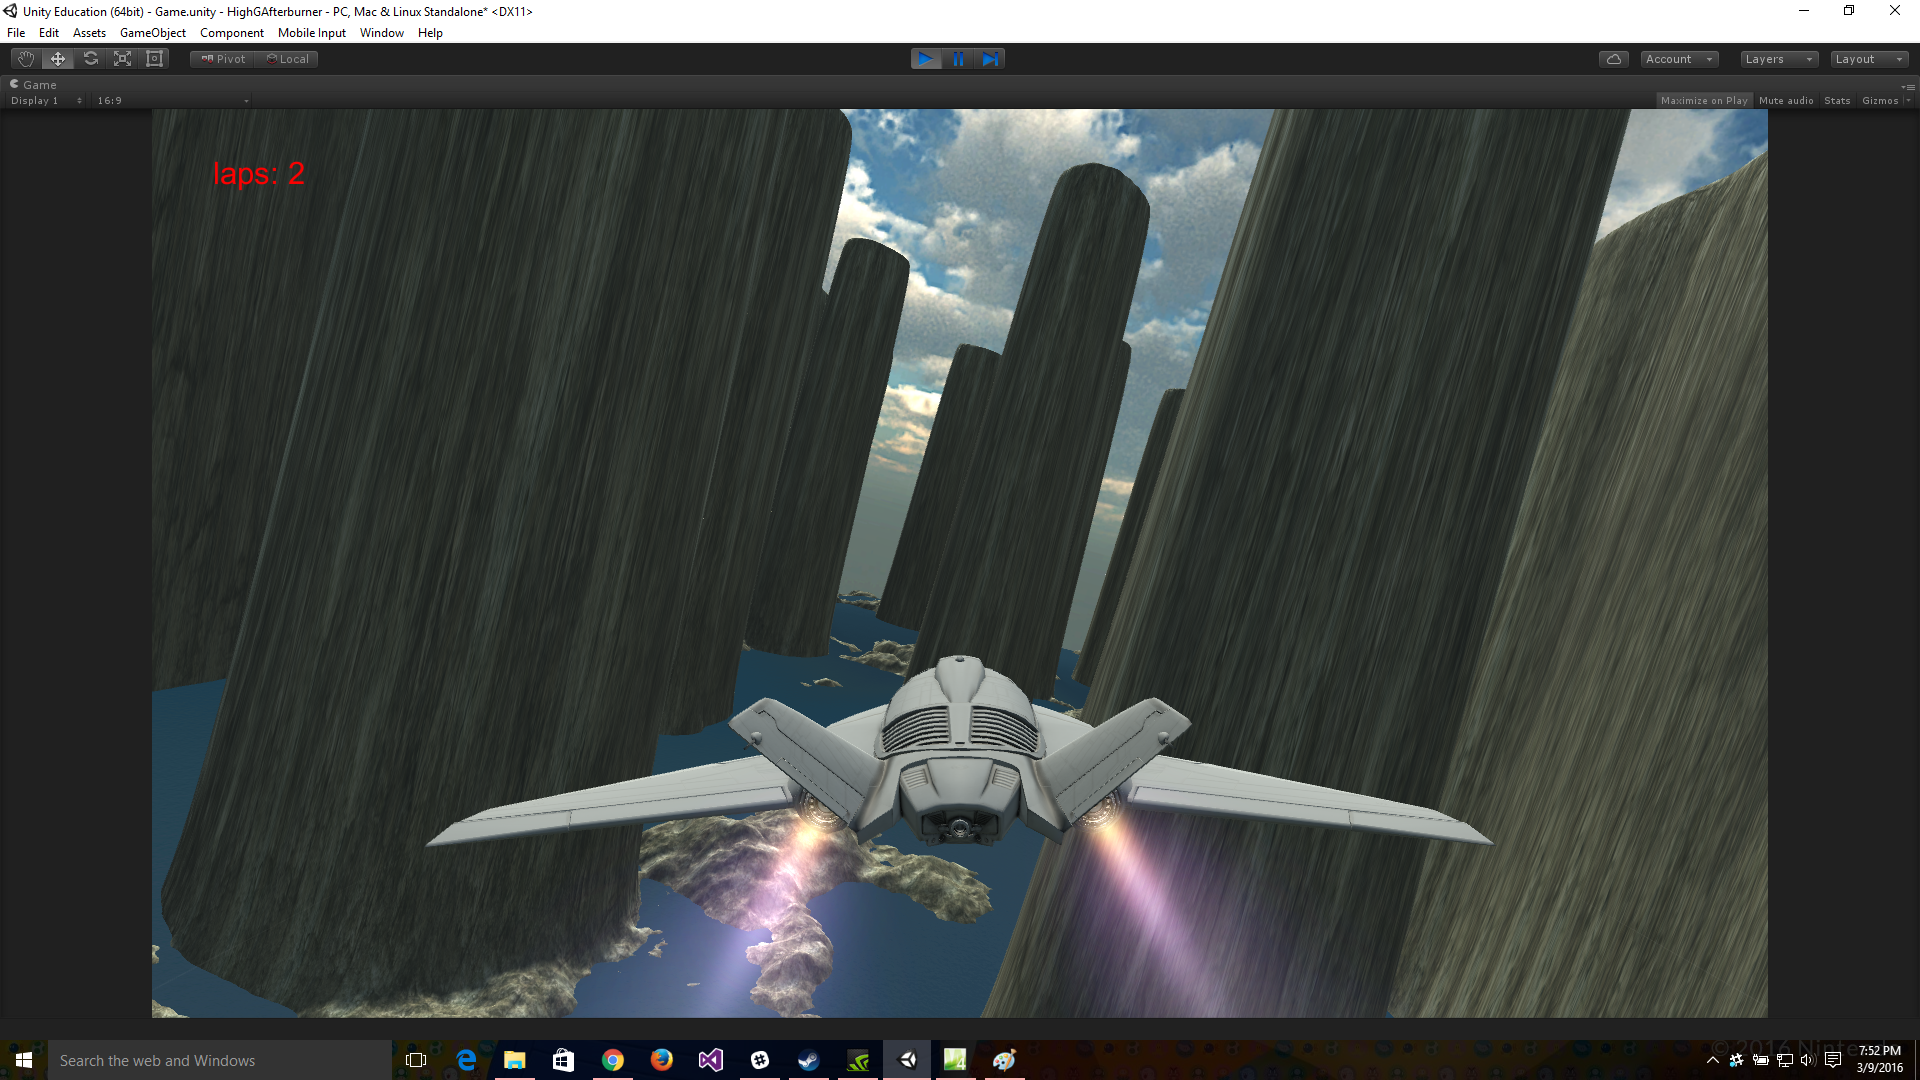 Unity Education (64bit) - Game.unity - HighGAfterburner - PC, Mac & Linux Standalone* <DX11>
File Edit Assets GameObject Component Mobile Input Window Help
Pivot Local Account Layers Layout
Game
Display 1 16:9 Maximize on Play Mute audio Stats Gizmos
laps: 2
Search the web and Windows
© 2016 Ninten
7:52 PM
3/9/2016